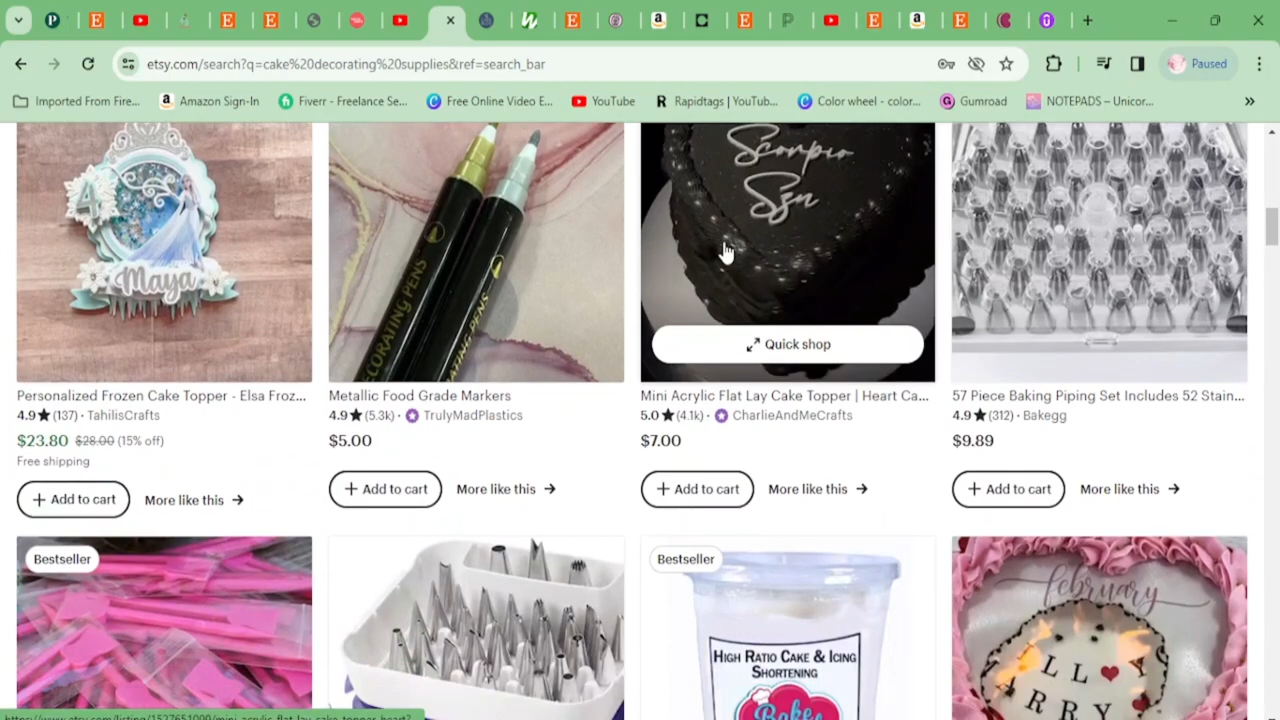 etsy.com/search?q=cake%20decorating%20supplies&ref=search_bar
Paused
Imported From Fire...
Amazon Sign-In
Fiverr - Freelance Se...
Free Online Video E...
YouTube
Rapidtags | YouTub...
Color wheel - color...
Gumroad
NOTEPADS – Unicor...
4
Maya
DECORATING PENS
Scorpio
Szn
Quick shop
Personalized Frozen Cake Topper - Elsa Froz...
4.9 (137) · TahilisCrafts
$23.80 $28.00 (15% off)
Free shipping
+ Add to cart
More like this →
Metallic Food Grade Markers
4.9 (5.3k) · TrulyMadPlastics
$5.00
+ Add to cart
More like this →
Mini Acrylic Flat Lay Cake Topper | Heart Ca...
5.0 (4.1k) · CharlieAndMeCrafts
$7.00
+ Add to cart
More like this →
57 Piece Baking Piping Set Includes 52 Stain...
4.9 (312) · Bakegg
$9.89
+ Add to cart
More like this →
Bestseller
Bestseller
HIGH RATIO CAKE & ICING
SHORTENING
february